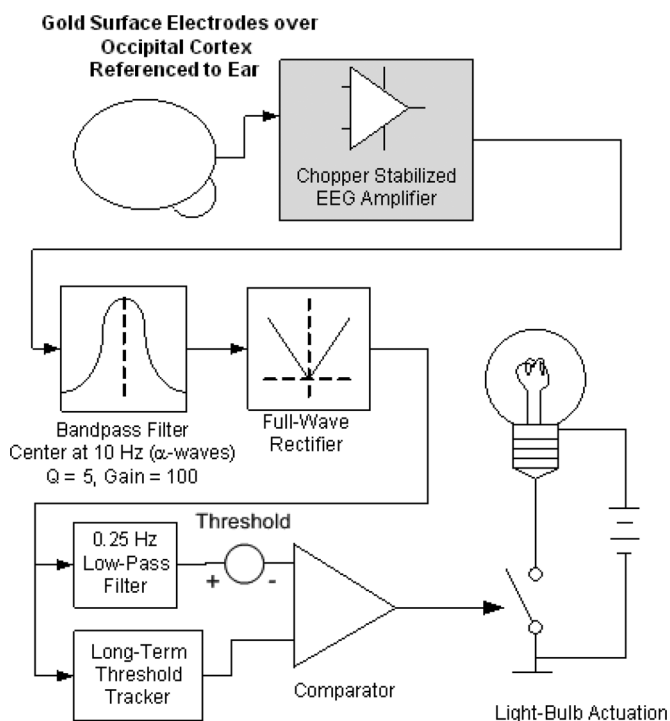 Gold Surface Electrodes over
Occipital Cortex
Referenced to Ear
Chopper Stabilized
EEG Amplifier
Bandpass Filter
Center at 10 Hz (α-waves)
Q = 5, Gain = 100
Full-Wave
Rectifier
0.25 Hz
Low-Pass
Filter
Threshold
+ -
Long-Term
Threshold
Tracker
Comparator
Light-Bulb Actuation